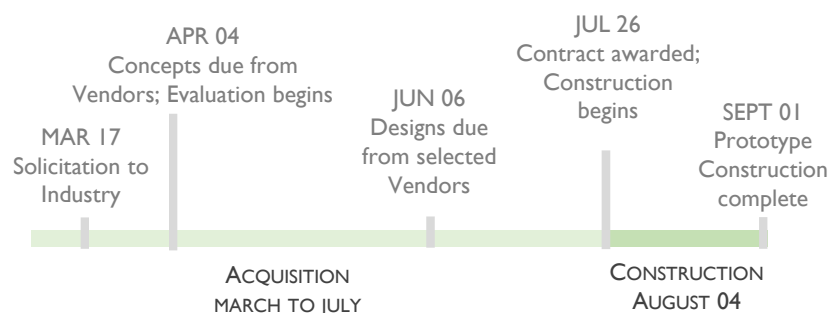 MAR 17
Solicitation to
Industry
APR 04
Concepts due from
Vendors; Evaluation begins
JUN 06
Designs due
from selected
Vendors
JUL 26
Contract awarded;
Construction
begins
SEPT 01
Prototype
Construction
complete
ACQUISITION
MARCH TO JULY
CONSTRUCTION
AUGUST 04